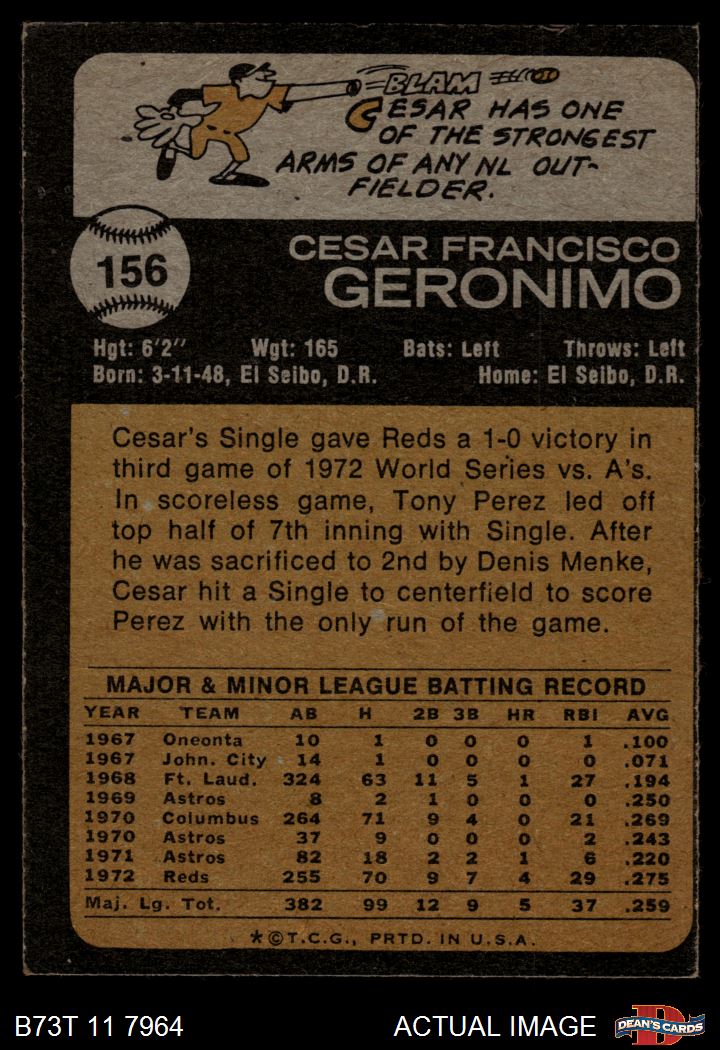 BLAM
CESAR HAS ONE
OF THE STRONGEST
ARMS OF ANY NL OUT-
FIELDER.
156
CESAR FRANCISCO
GERONIMO
Hgt: 6'2" Wgt: 165 Bats: Left Throws: Left
Born: 3-11-48, El Seibo, D.R. Home: El Seibo, D.R.
Cesar's Single gave Reds a 1-0 victory in
third game of 1972 World Series vs. A's.
In scoreless game, Tony Perez led off
top half of 7th inning with Single. After
he was sacrificed to 2nd by Denis Menke,
Cesar hit a Single to centerfield to score
Perez with the only run of the game.
MAJOR & MINOR LEAGUE BATTING RECORD
YEAR TEAM AB H 2B 3B HR RBI AVG
1967 Oneonta 10 1 0 0 0 1 .100
1967 John. City 14 1 0 0 0 0 .071
1968 Ft. Laud. 324 63 11 5 1 27 .194
1969 Astros 8 2 1 0 0 0 .250
1970 Columbus 264 71 9 4 0 21 .269
1970 Astros 37 9 0 0 0 2 .243
1971 Astros 82 18 2 2 1 6 .220
1972 Reds 255 70 9 7 4 29 .275
Maj. Lg. Tot. 382 99 12 9 5 37 .259
*©T.C.G., PRTD. IN U.S.A.
B73T 11 7964 ACTUAL IMAGE DEAN'S CARDS